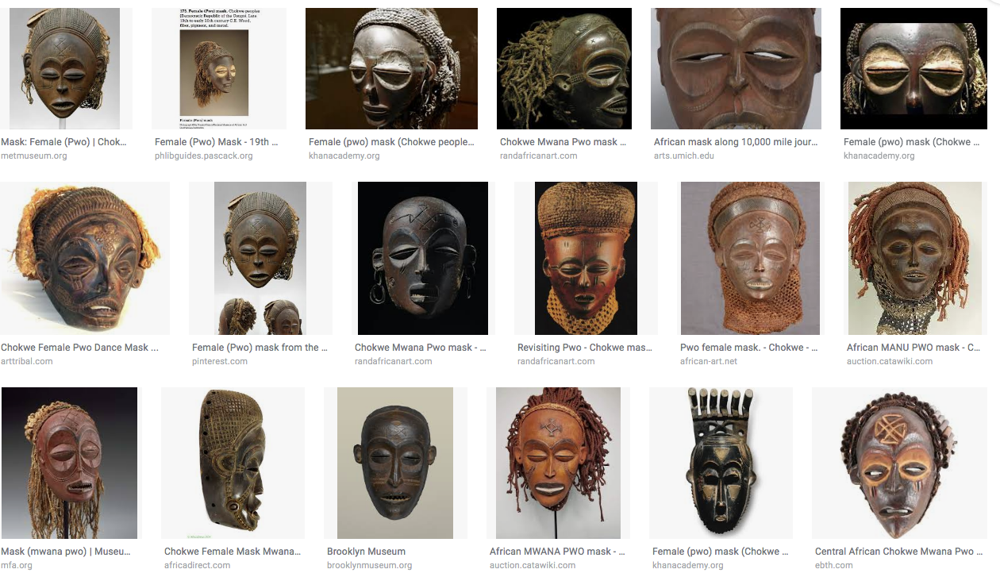 173. Female (Pwo) mask. Chokwe peoples
(Democratic Republic of the Congo). Late
19th to early 20th century C.E. Wood,
fiber, pigment, and metal.
Female (Pwo) mask
Mask: Female (Pwo) | Chok...
metmuseum.org
Female (Pwo) Mask - 19th ...
phlibguides.pascack.org
Female (pwo) mask (Chokwe people...
khanacademy.org
Chokwe Mwana Pwo mask ...
randafricanart.com
African mask along 10,000 mile jour...
arts.umich.edu
Female (pwo) mask (Chokwe ...
khanacademy.org
Chokwe Female Pwo Dance Mask ...
arttribal.com
Female (Pwo) mask from the ...
pinterest.com
Chokwe Mwana Pwo mask - ...
randafricanart.com
Revisiting Pwo - Chokwe mas...
randafricanart.com
Pwo female mask. - Chokwe - ...
african-art.net
African MANU PWO mask - C...
auction.catawiki.com
Mask (mwana pwo) | Museu...
mfa.org
Chokwe Female Mask Mwana...
africadirect.com
Brooklyn Museum
brooklynmuseum.org
African MWANA PWO mask - ...
auction.catawiki.com
Female (pwo) mask (Chokwe ...
khanacademy.org
Central African Chokwe Mwana Pwo ...
ebth.com